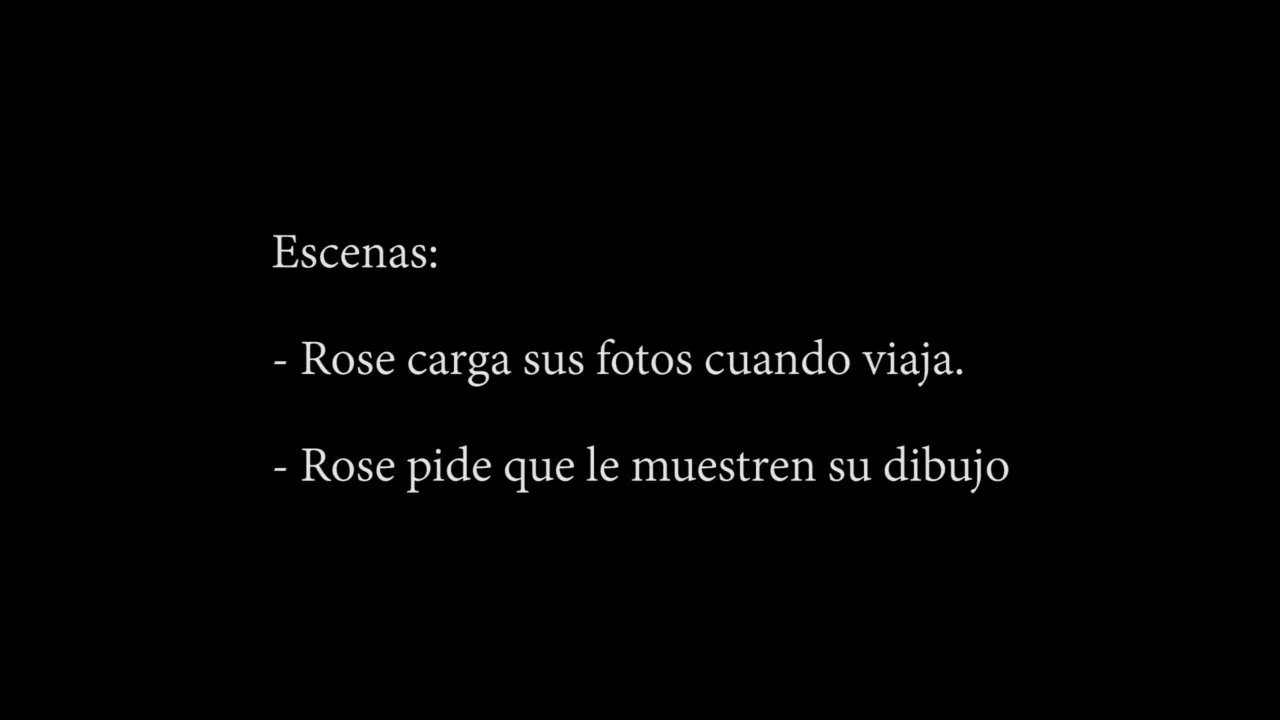 Escenas:
- Rose carga sus fotos cuando viaja.
- Rose pide que le muestren su dibujo